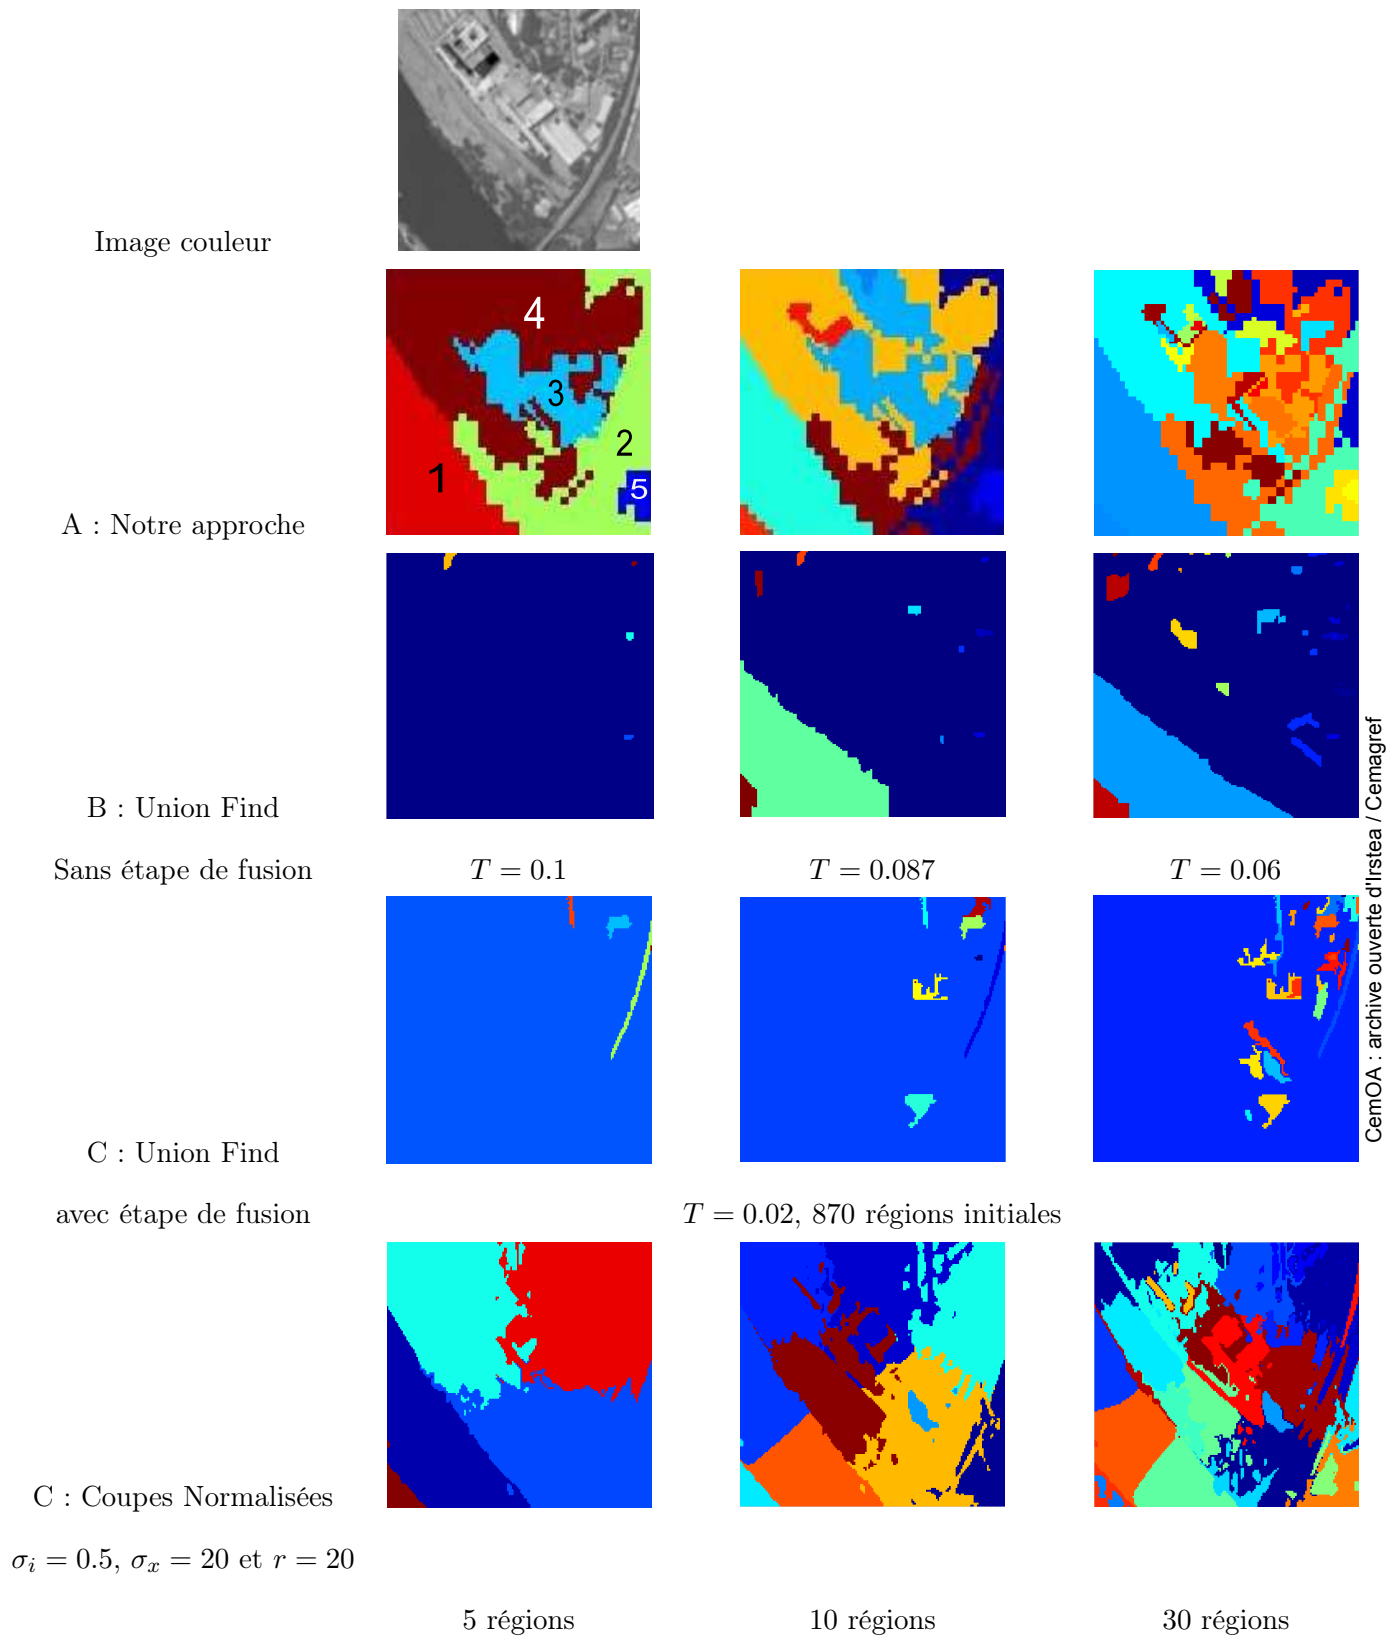 Image couleur
4
3
2
1
5
A : Notre approche
B : Union Find
Sans étape de fusion
T = 0.1
T = 0.087
T = 0.06
C : Union Find
avec étape de fusion
T = 0.02, 870 régions initiales
C : Coupes Normalisées
σi = 0.5, σx = 20 et r = 20
5 régions
10 régions
30 régions
CemOA : archive ouverte d'Irstea / Cemagref